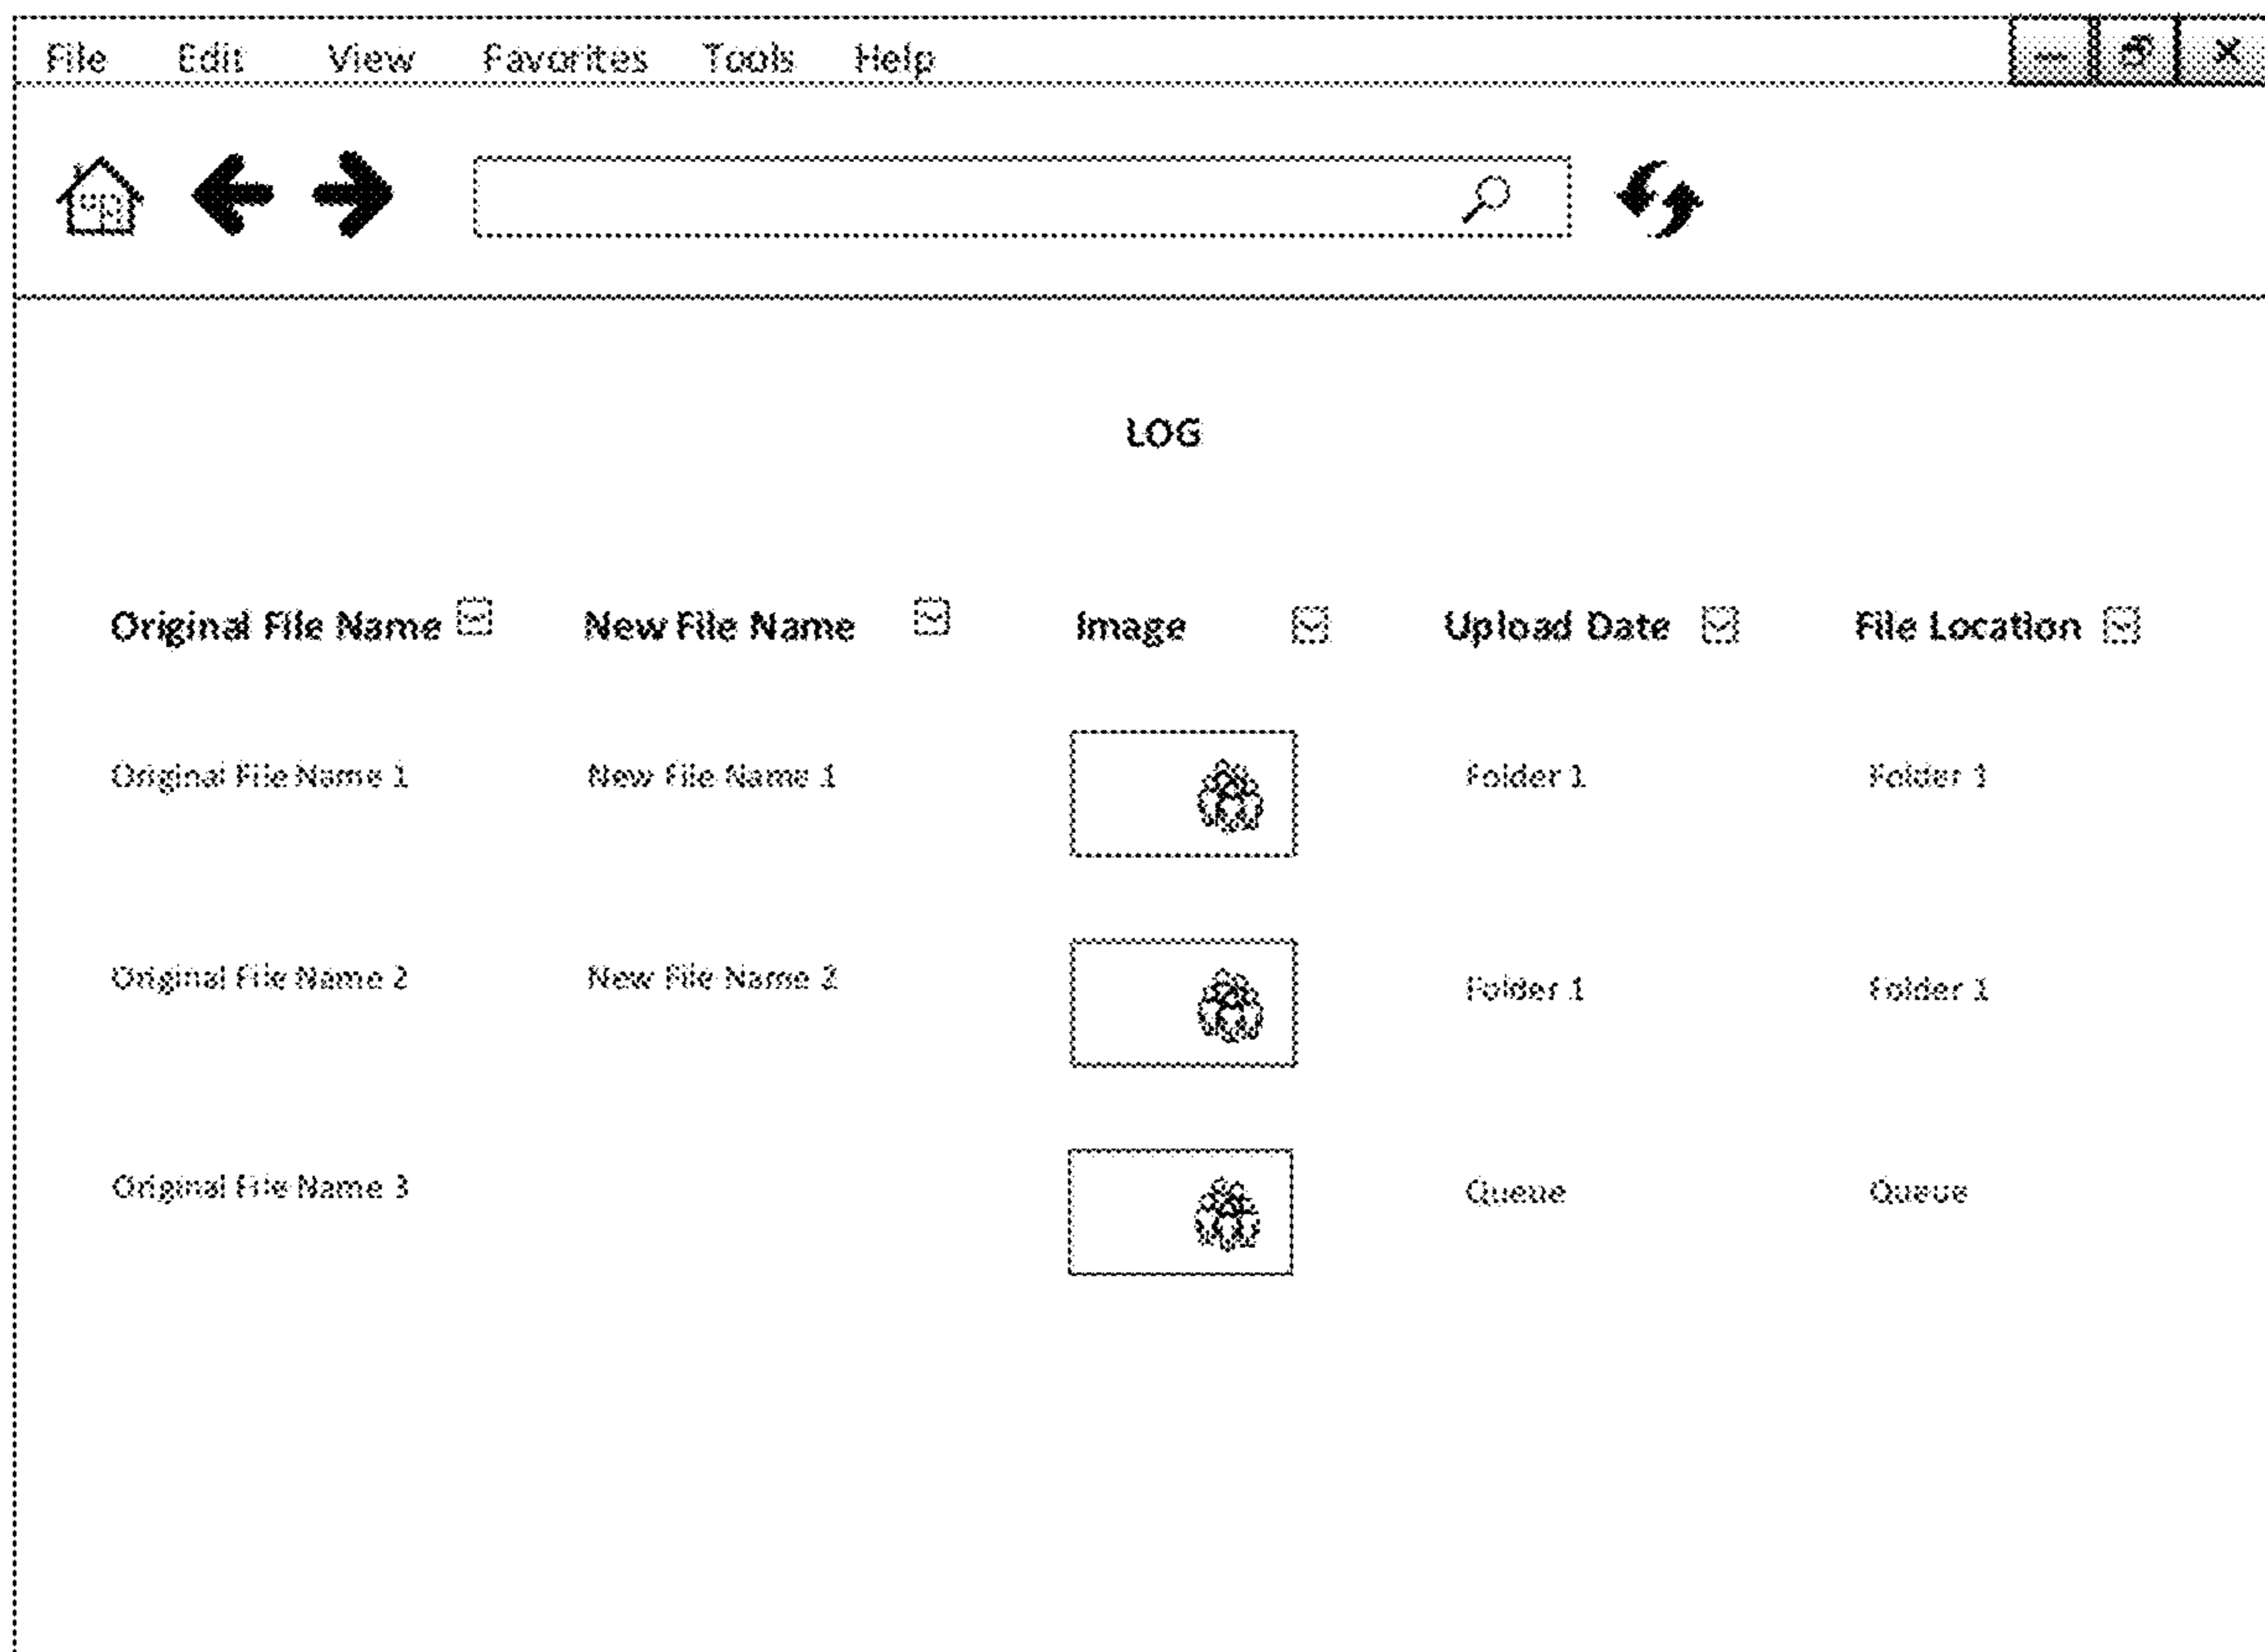 File Edit View Favorites Tools Help
LOG
Original File Name New File Name Image Upload Date File Location
Original File Name 1 New File Name 1 Folder 1 Folder 1
Original File Name 2 New File Name 2 Folder 1 Folder 1
Original File Name 3 Queue Queue